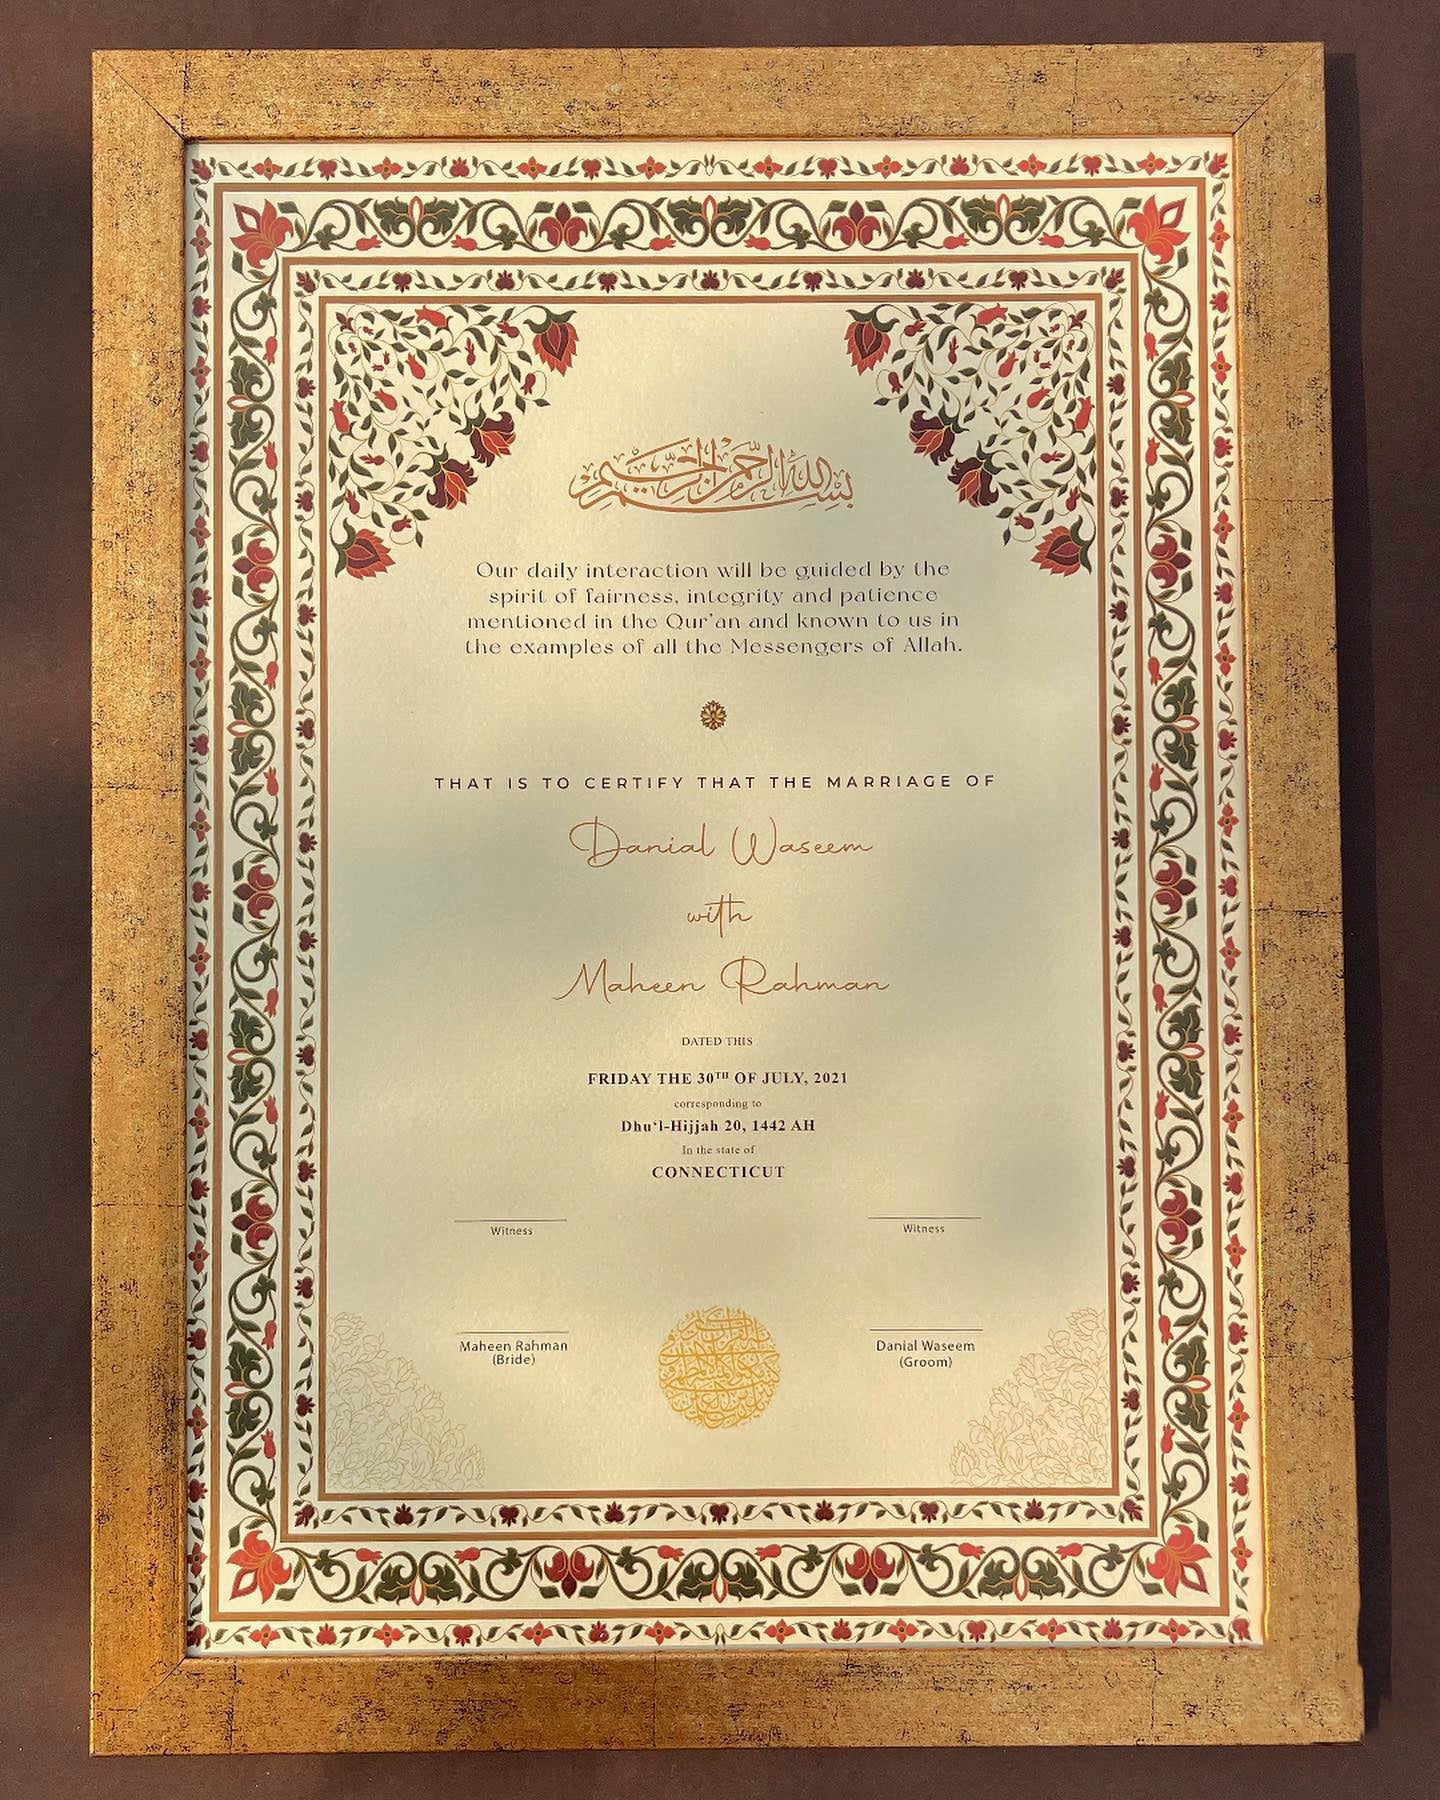 بسم الله الرحمن الرحيم
Our daily interaction will be guided by the
spirit of fairness, integrity and patience
mentioned in the Qur'an and known to us in
the examples of all the Messengers of Allah.
THAT IS TO CERTIFY THAT THE MARRIAGE OF
Danial Waseem
with
Maheen Rahman
DATED THIS
FRIDAY THE 30TH OF JULY, 2021
corresponding to
Dhu‘l-Hijjah 20, 1442 AH
In the state of
CONNECTICUT
Witness
Witness
Maheen Rahman
(Bride)
Danial Waseem
(Groom)